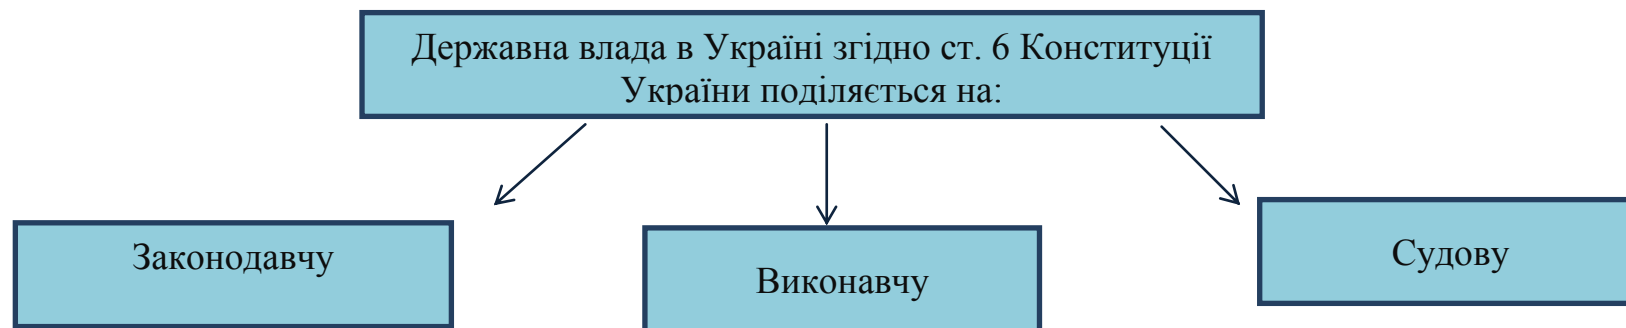 Державна влада в Україні згідно ст. 6 Конституції
України поділяється на:
Законодавчу
Виконавчу
Судову